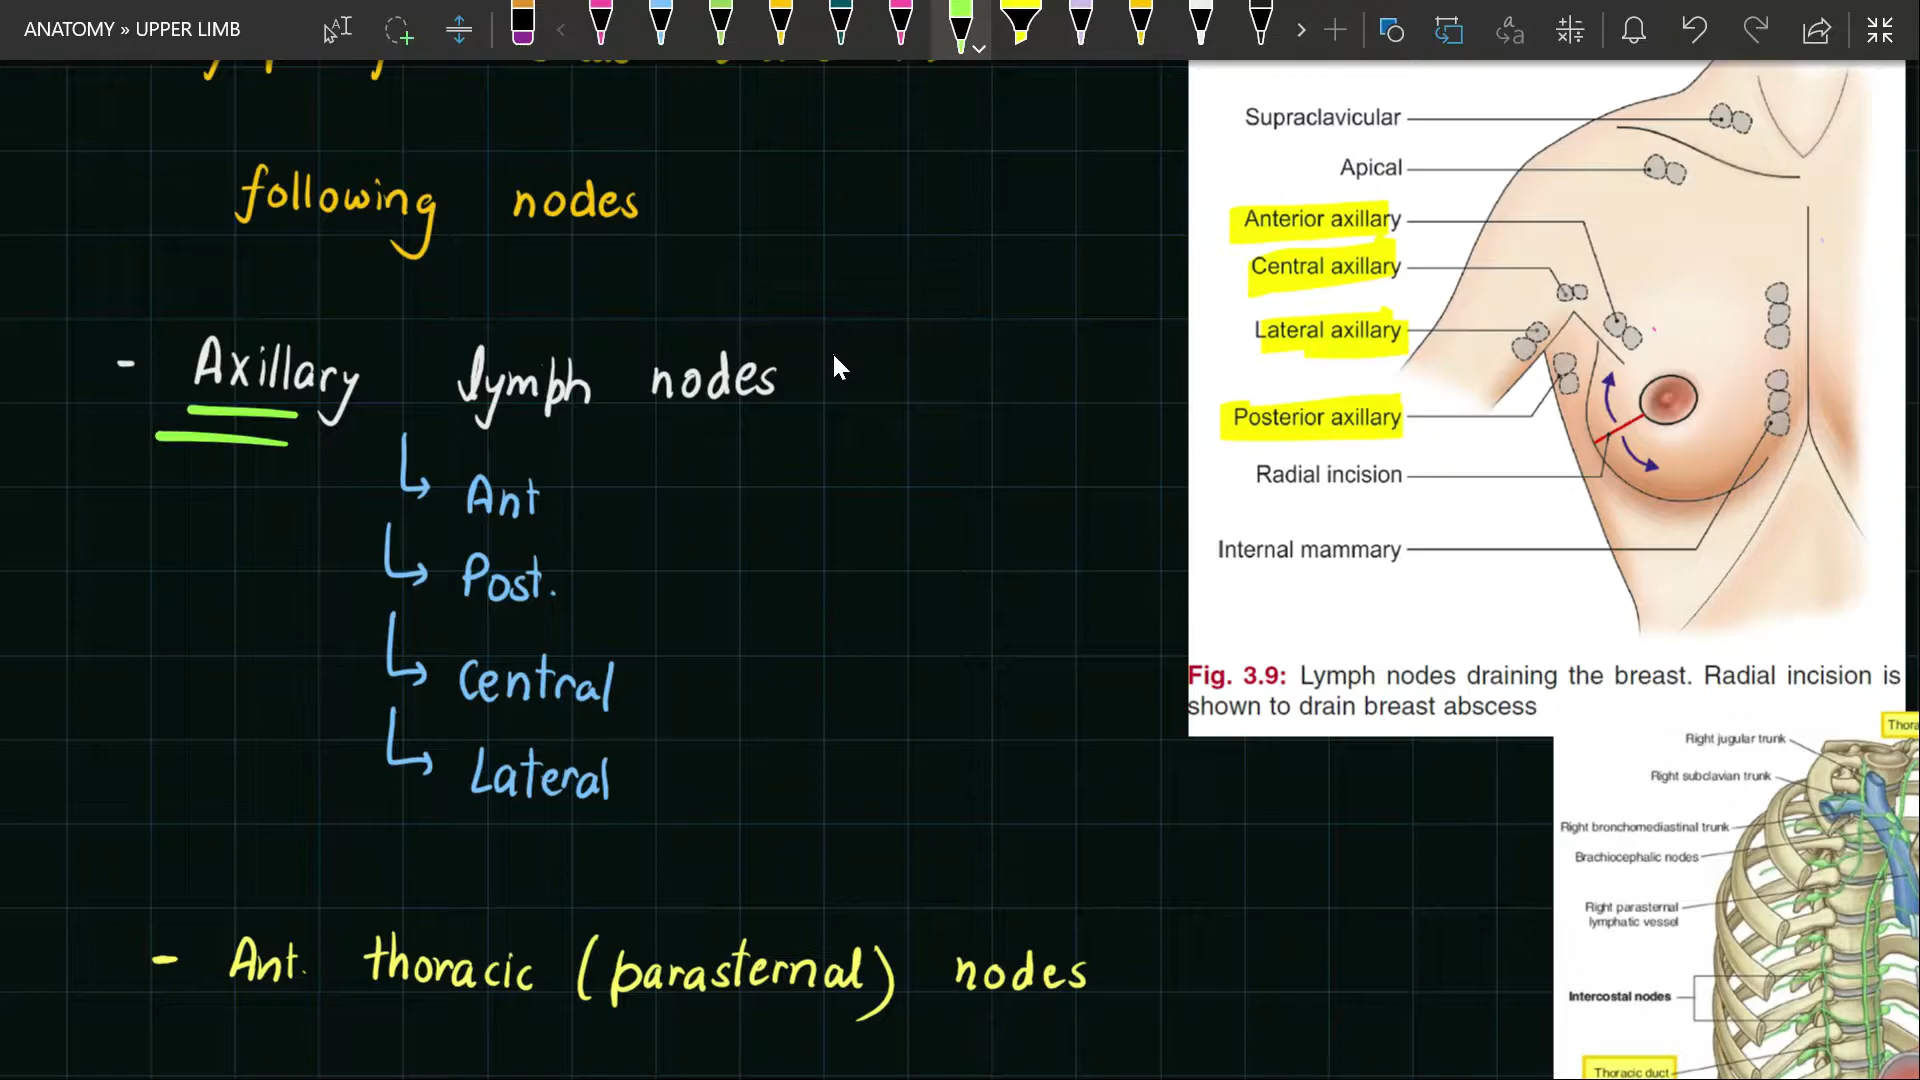 ANATOMY » UPPER LIMB
following nodes
- Axillary lymph nodes
Ant
Post.
Central
Lateral
- Ant. thoracic (parasternal) nodes
Supraclavicular
Apical
Anterior axillary
Central axillary
Lateral axillary
Posterior axillary
Radial incision
Internal mammary
Fig. 3.9: Lymph nodes draining the breast. Radial incision is
shown to drain breast abscess
Right jugular trunk
Right subclavian trunk
Right bronchomediastinal trunk
Brachiocephalic nodes
Right parasternal
lymphatic vessel
Intercostal nodes
Thoracic duct